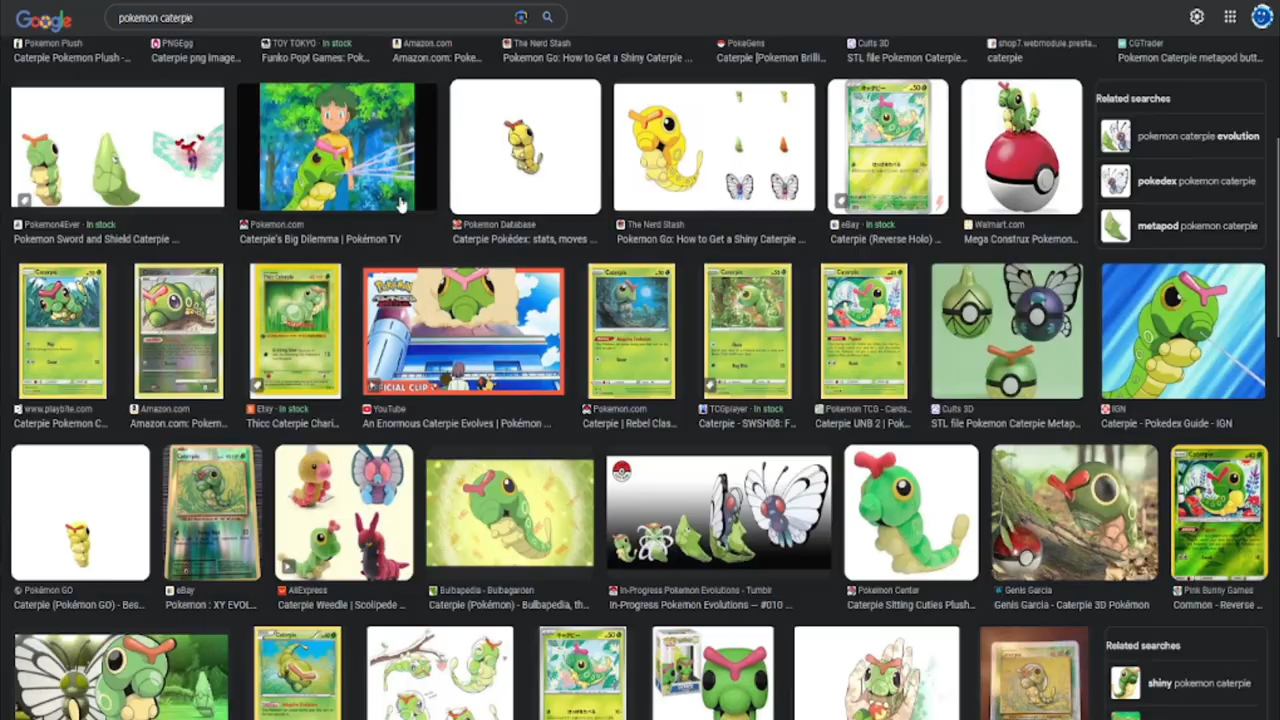 Google
pokemon caterpie
Pokemon Plush
PNGEgg
TOY TOKYO · In stock
Amazon.com
The Nerd Stash
PokeGens
Cults 3D
shop7.webmodule.presta...
CGTrader
Caterpie Pokemon Plush -...
Caterpie png Image...
Funko Pop! Games: Pok...
Amazon.com: Poke...
Pokemon Go: How to Get a Shiny Caterpie ...
Caterpie |Pokemon Brilli...
STL file Pokemon Caterpie...
caterpie
Pokemon Caterpie metapod butt...
Related searches
pokemon caterpie evolution
pokedex pokemon caterpie
metapod pokemon caterpie
Pokemon4Ever · In stock
Pokemon.com
Pokemon Database
The Nerd Stash
eBay · In stock
Walmart.com
Pokemon Sword and Shield Caterpie ...
Caterpie's Big Dilemma | Pokémon TV
Caterpie Pokédex: stats, moves ...
Pokemon Go: How to Get a Shiny Caterpie ...
Caterpie (Reverse Holo) ...
Mega Construx Pokemon...
OFFICIAL CLIP
www.playbite.com
Amazon.com
Etsy · In stock
YouTube
Pokemon.com
TCGplayer · In stock
Pokemon TCG - Cards...
Cults 3D
IGN
Caterpie Pokemon C...
Amazon.com: Pokem...
Thicc Caterpie Chari...
An Enormous Caterpie Evolves | Pokémon ...
Caterpie | Rebel Clas...
Caterpie - SWSH08: F...
Caterpie UNB 2 | Pok...
STL file Pokemon Caterpie Metap...
Caterpie - Pokedex Guide - IGN
Pokémon GO
eBay
AliExpress
Bulbapedia - Bulbagarden
In-Progress Pokemon Evolutions - Tumblr
Pokemon Center
Genis Garcia
Pink Bunny Games
Caterpie (Pokémon GO) - Bes...
Pokemon : XY EVOL...
Caterpie Weedle | Scolipede ...
Caterpie (Pokémon) - Bulbapedia, th...
In-Progress Pokemon Evolutions — #010 ...
Caterpie Sitting Cuties Plush...
Genis Garcia - Caterpie 3D Pokémon
Common - Reverse ...
Related searches
shiny pokemon caterpie